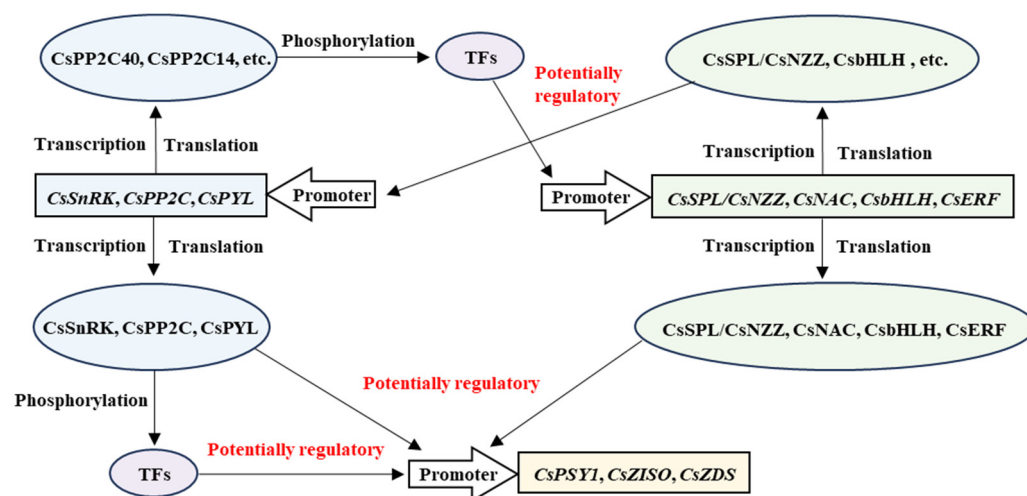 CsPP2C40, CsPP2C14, etc.
Phosphorylation
TFs
Potentially
regulatory
CsSPL/CsNZZ, CsbHLH , etc.
Transcription
Translation
Transcription
Translation
CsSnRK, CsPP2C, CsPYL
Promoter
Promoter
CsSPL/CsNZZ, CsNAC, CsbHLH, CsERF
Transcription
Translation
Transcription
Translation
CsSnRK, CsPP2C, CsPYL
CsSPL/CsNZZ, CsNAC, CsbHLH, CsERF
Potentially regulatory
Phosphorylation
Potentially regulatory
TFs
Promoter
CsPSY1, CsZISO, CsZDS